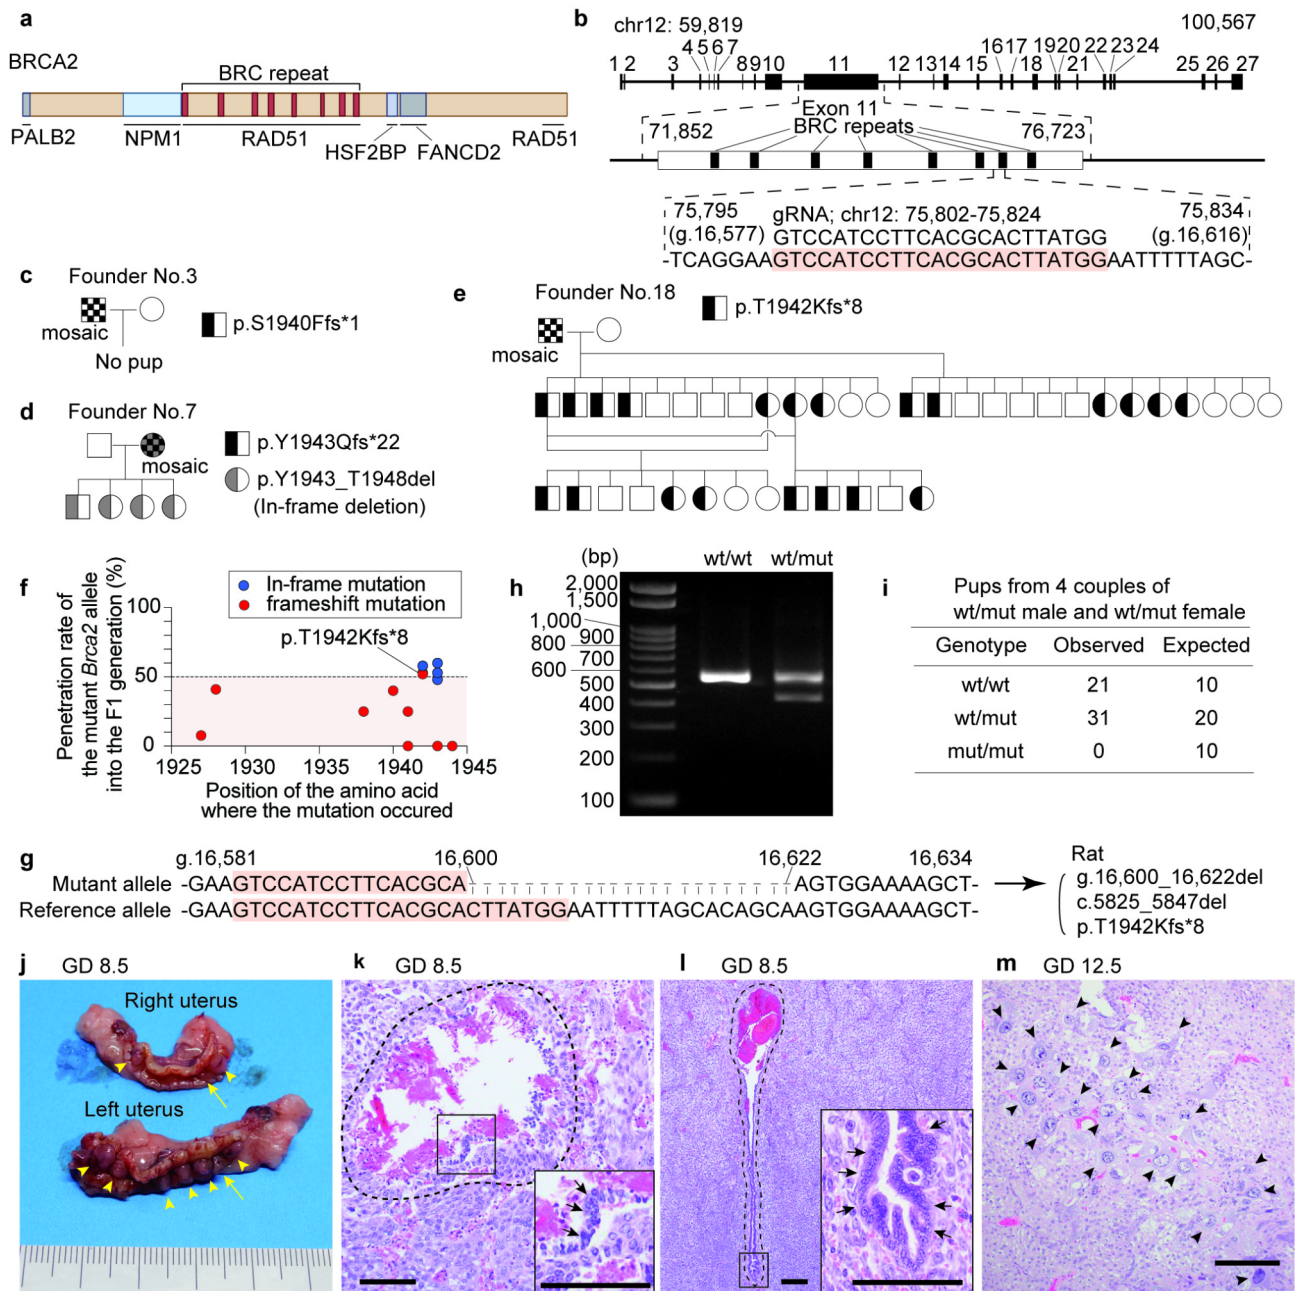 a
BRCA2
BRC repeat
PALB2
NPM1
RAD51
HSF2BP
FANCD2
RAD51
b
chr12: 59,819
100,567
1 2 3 4 5 6 7 8 9 10 11 12 13 14 15 16 17 18 19 20 21 22 23 24 25 26 27
Exon 11
71,852
BRC repeats
76,723
75,795
(g.16,577)
gRNA; chr12: 75,802-75,824
75,834
(g.16,616)
GTCCATCCTTCACGCACTTATGG
-TCAGGAAGTCCATCCTTCACGCACTTATGGAATTTTTAGC-
c
Founder No.3
mosaic
No pup
p.S1940Ffs*1
d
Founder No.7
mosaic
p.Y1943Qfs*22
p.Y1943_T1948del
(In-frame deletion)
e
Founder No.18
mosaic
p.T1942Kfs*8
f
Penetration rate of
the mutant Brca2 allele
into the F1 generation (%)
100
50
0
In-frame mutation
frameshift mutation
p.T1942Kfs*8
1925 1930 1935 1940 1945
Position of the amino acid
where the mutation occured
h
(bp)
wt/wt
wt/mut
2,000
1,500
1,000
900
800
700
600
500
400
300
200
100
i
Pups from 4 couples of
wt/mut male and wt/mut female
Genotype Observed Expected
wt/wt 21 10
wt/mut 31 20
mut/mut 0 10
g
g.16,581 16,600 16,622 16,634
Mutant allele -GAAGTCCATCCTTCACGCA AGTGGAAAAGCT-
Reference allele -GAAGTCCATCCTTCACGCACTTATGGAATTTTTAGCACAGCAAGTGGAAAAGCT-
Rat
g.16,600_16,622del
c.5825_5847del
p.T1942Kfs*8
j
GD 8.5
Right uterus
Left uterus
k
GD 8.5
l
GD 8.5
m
GD 12.5